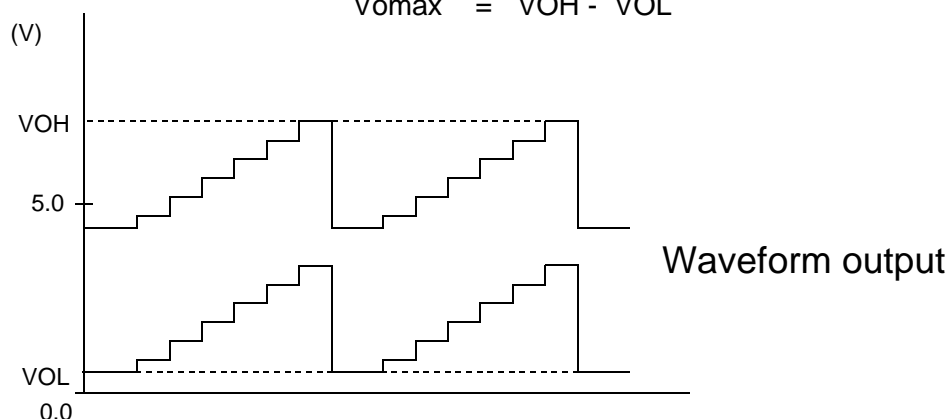 Vomax = VOH - VOL
(V)
VOH
5.0
Waveform output
VOL
0.0